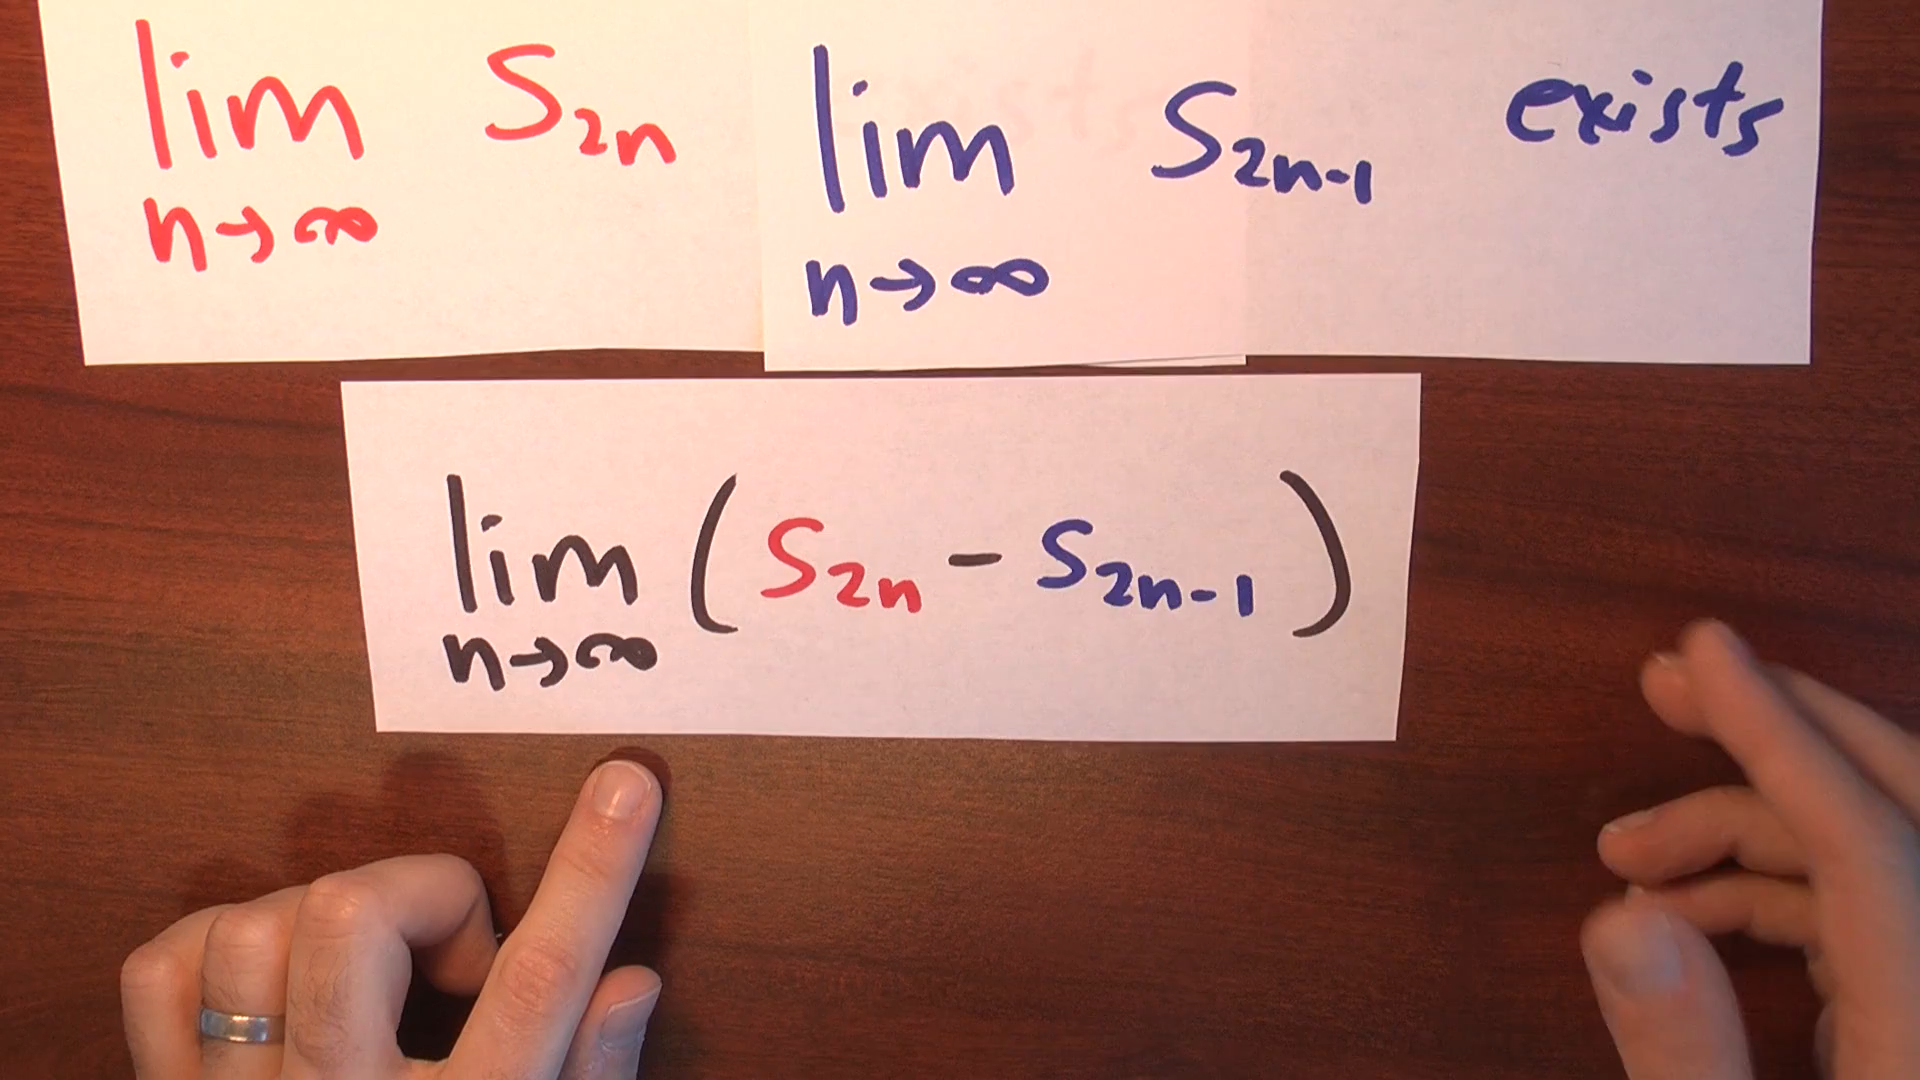 lim S₂ₙ lim S₂ₙ₋₁ exists
n→∞ n→∞
lim (S₂ₙ - S₂ₙ₋₁)
n→∞